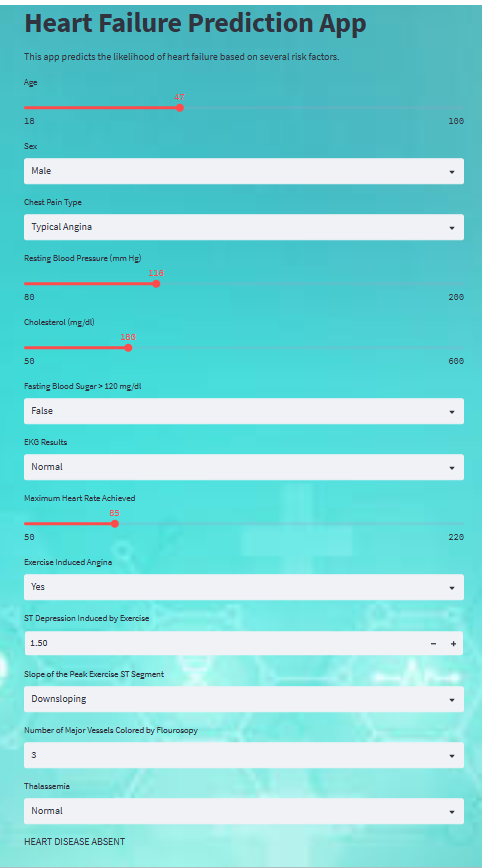 Heart Failure Prediction App
This app predicts the likelihood of heart failure based on several risk factors.
Age
47
18 100
Sex
Male
Chest Pain Type
Typical Angina
Resting Blood Pressure (mm Hg)
116
80 200
Cholesterol (mg/dl)
180
50 600
Fasting Blood Sugar > 120 mg/dl
False
EKG Results
Normal
Maximum Heart Rate Achieved
85
50 220
Exercise Induced Angina
Yes
ST Depression Induced by Exercise
1.50 − +
Slope of the Peak Exercise ST Segment
Downsloping
Number of Major Vessels Colored by Flourosopy
3
Thalassemia
Normal
HEART DISEASE ABSENT